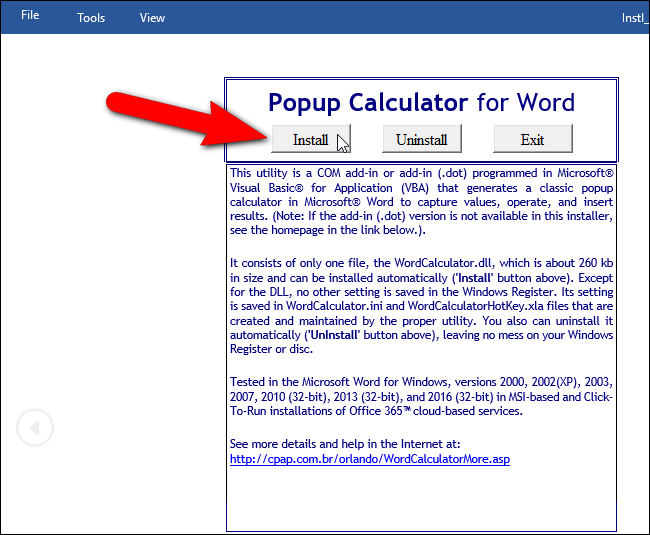 File
Tools
View
Instl_
Popup Calculator for Word
Install
Uninstall
Exit
This utility is a COM add-in or add-in (.dot) programmed in Microsoft®
Visual Basic® for Application (VBA) that generates a classic popup
calculator in Microsoft® Word to capture values, operate, and insert
results. (Note: If the add-in (.dot) version is not available in this installer,
see the homepage in the link below.).
It consists of only one file, the WordCalculator.dll, which is about 260 kb
in size and can be installed automatically ('Install' button above). Except
for the DLL, no other setting is saved in the Windows Register. Its setting
is saved in WordCalculator.ini and WordCalculatorHotKey.xla files that are
created and maintained by the proper utility. You also can uninstall it
automatically ('UnInstall' button above), leaving no mess on your Windows
Register or disc.
Tested in the Microsoft Word for Windows, versions 2000, 2002(XP), 2003,
2007, 2010 (32-bit), 2013 (32-bit), and 2016 (32-bit) in MSI-based and Click-
To-Run installations of Office 365™ cloud-based services.
See more details and help in the Internet at:
http://cpap.com.br/orlando/WordCalculatorMore.asp